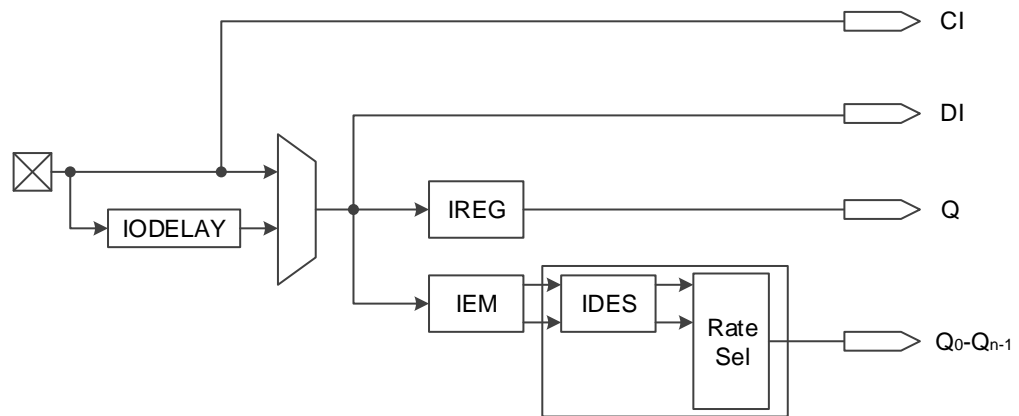 CI
DI
IODELAY
IREG
Q
IEM
IDES
Rate
Sel
Q0-Qn-1